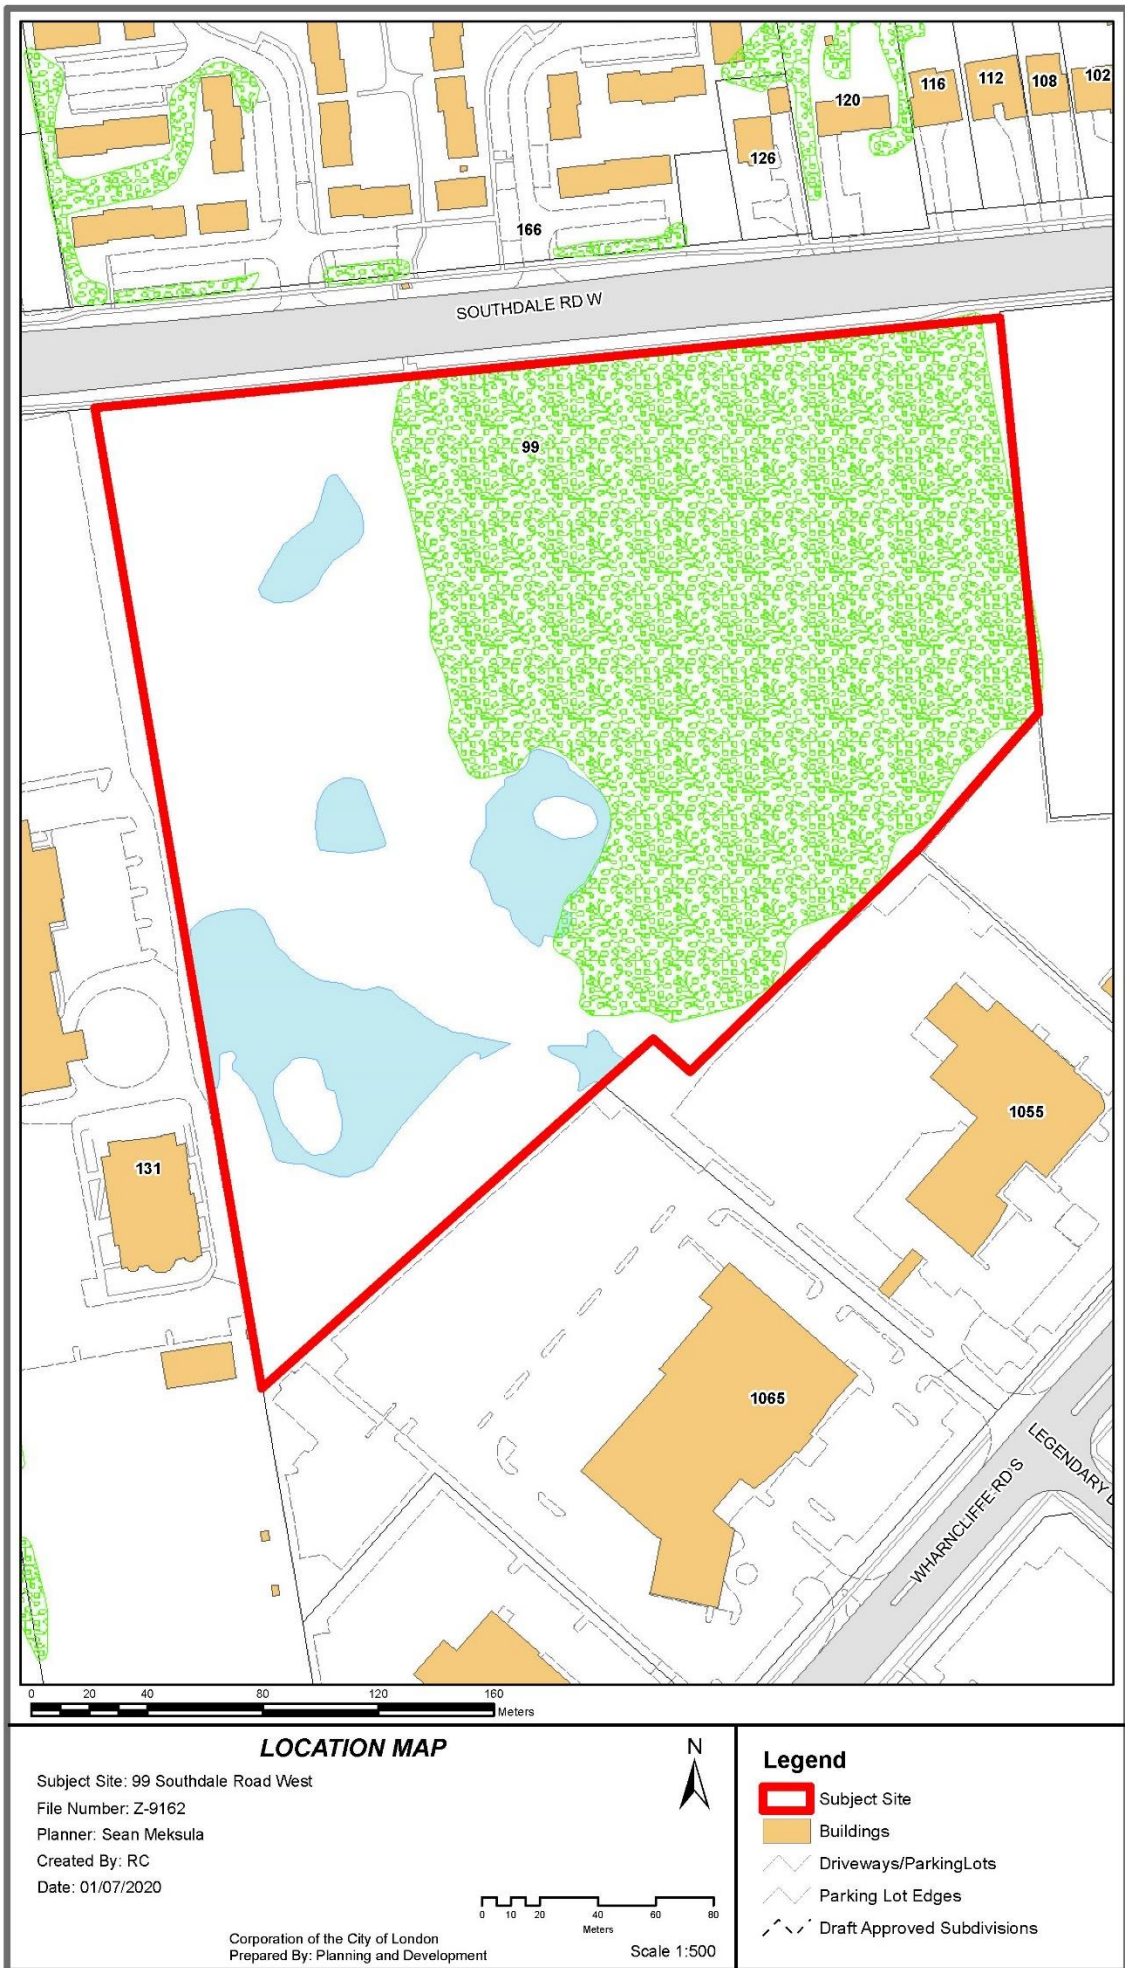 116
112
108
102
120
126
166
SOUTHDALE RD W
99
131
1055
1065
WHARNCLIFFE RD S
LEGENDARY
0 20 40 80 120 160
Meters
LOCATION MAP
Subject Site: 99 Southdale Road West
File Number: Z-9162
Planner: Sean Meksula
Created By: RC
Date: 01/07/2020
Corporation of the City of London
Prepared By: Planning and Development
N
0 10 20 40 60 80
Meters
Scale 1:500
Legend
Subject Site
Buildings
Driveways/ParkingLots
Parking Lot Edges
Draft Approved Subdivisions